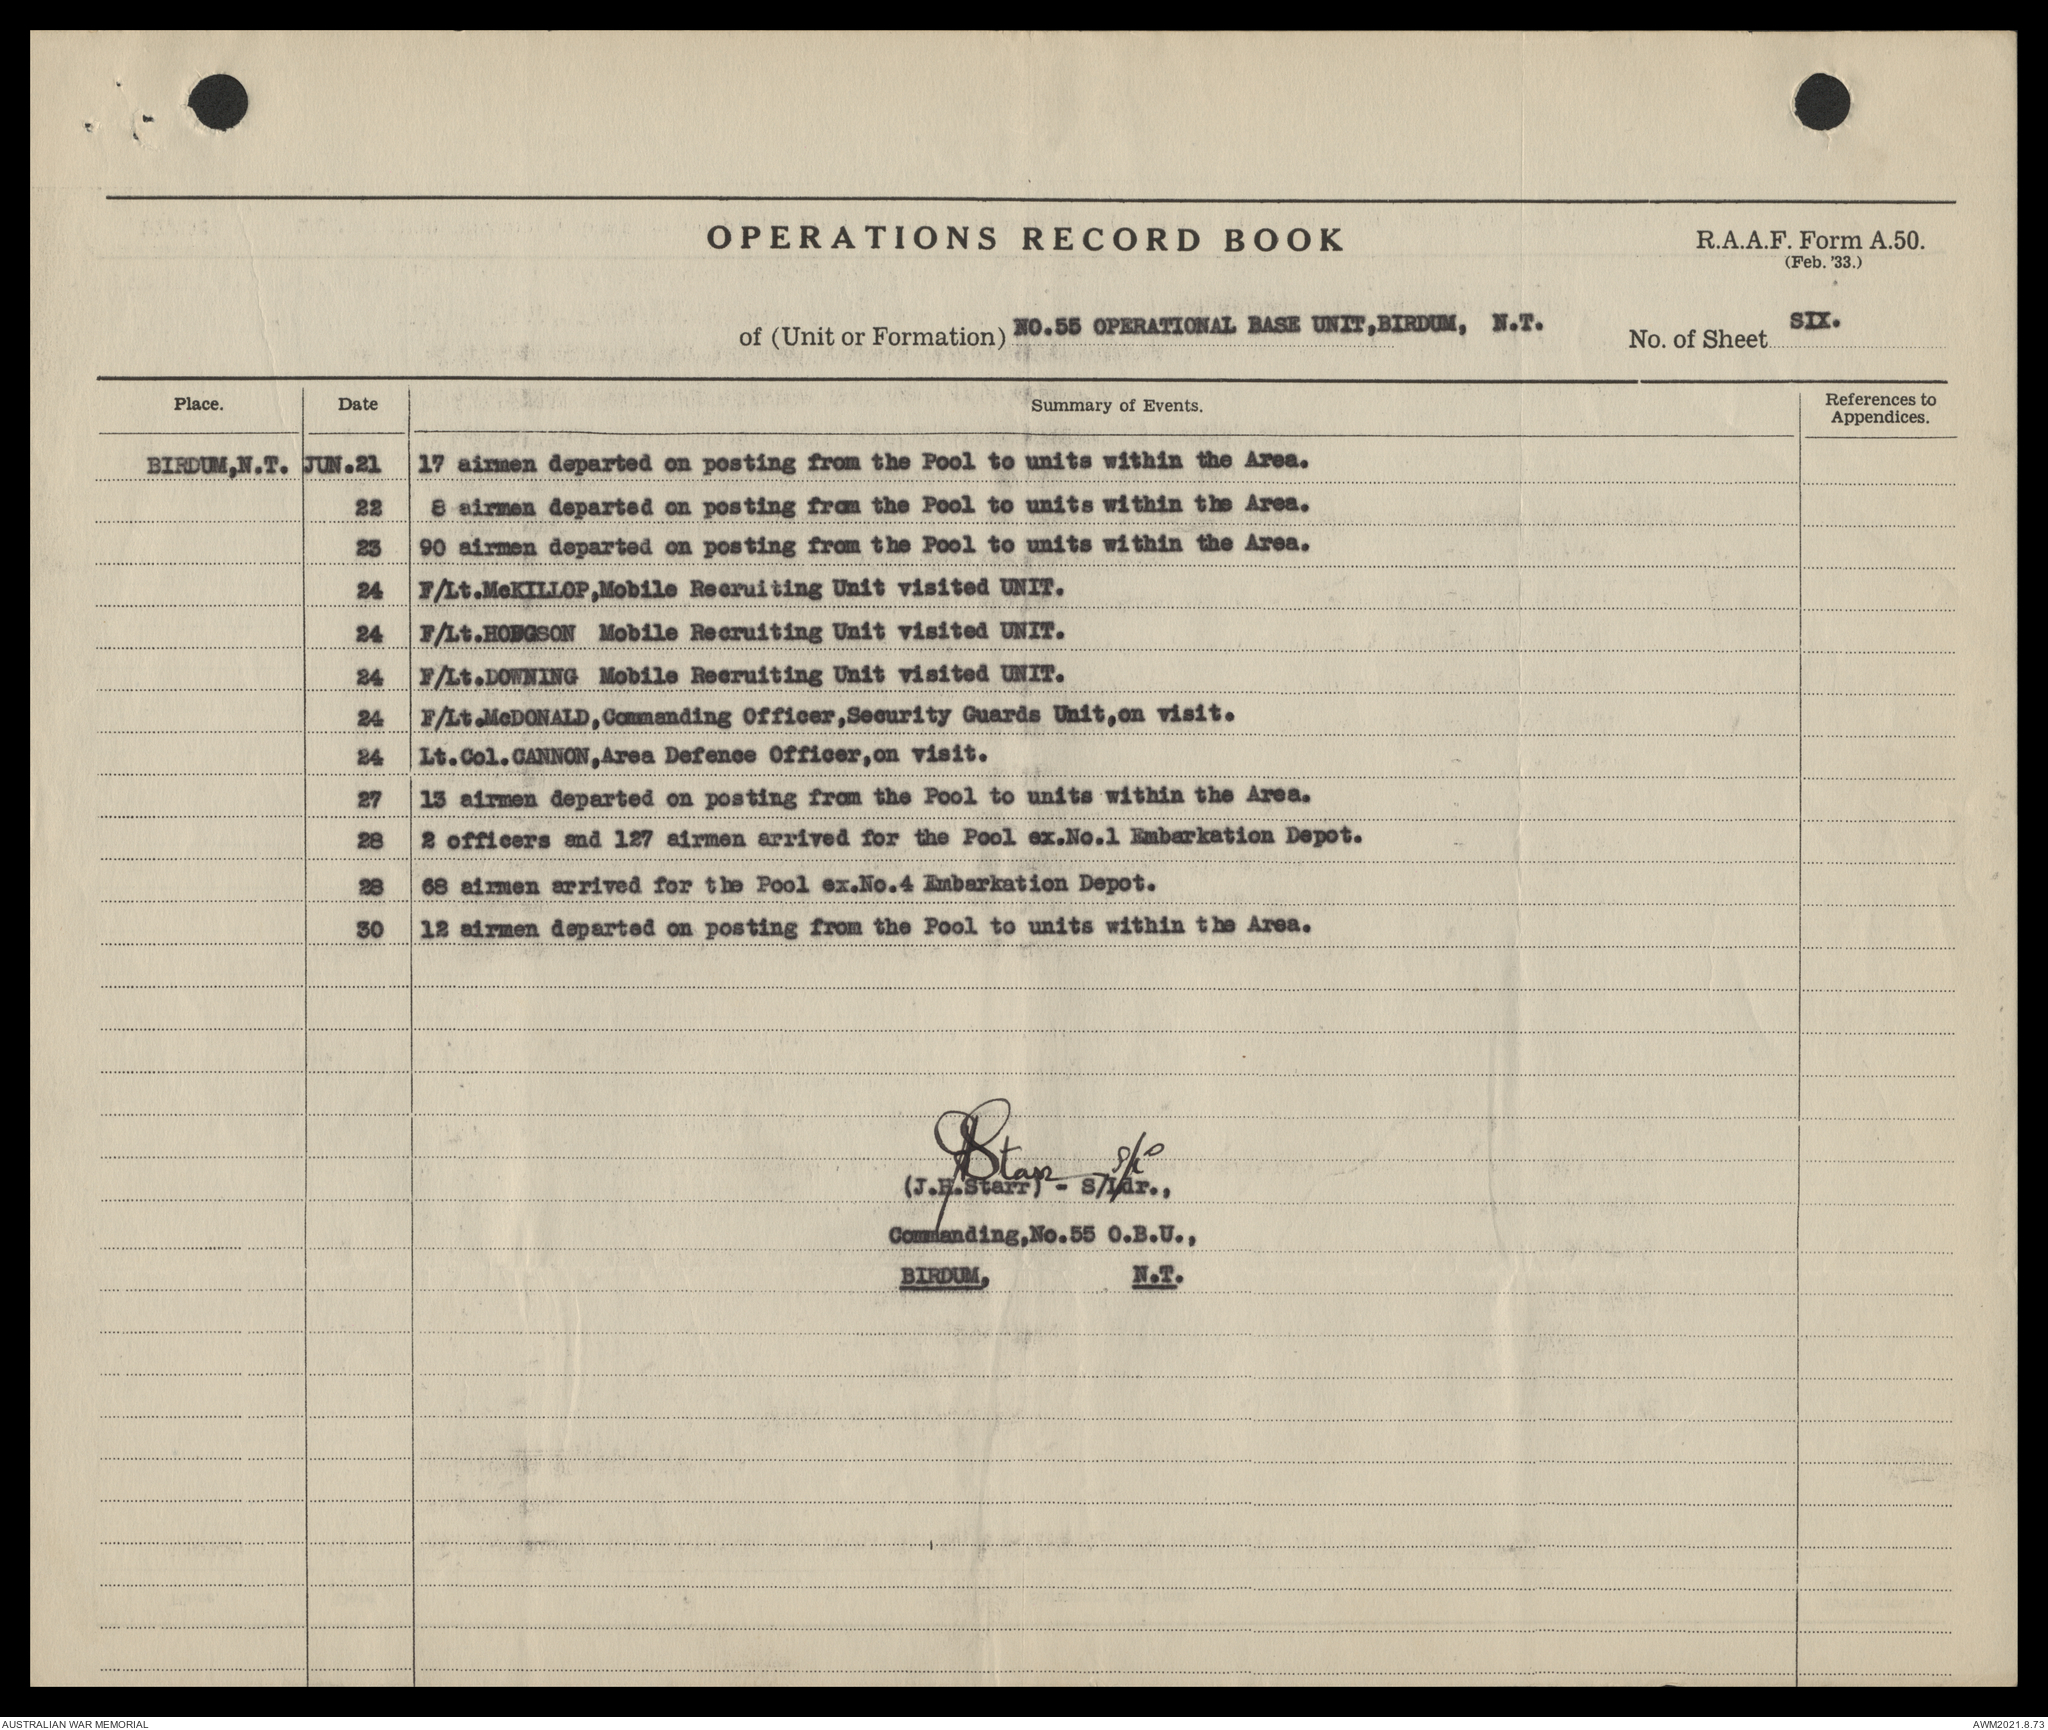 OPERATIONS RECORD BOOK
R.A.A.F. Form A.50.
(Feb. '33.)
of (Unit or Formation) NO.55 OPERATIONAL BASE UNIT,BIRDUM, N.T.
No. of Sheet SIX.
Place. Date Summary of Events. References to Appendices.
BIRDUM,N.T. JUN.21 17 airmen departed on posting from the Pool to units within the Area.
22 8 airmen departed on posting from the Pool to units within the Area.
23 90 airmen departed on posting from the Pool to units within the Area.
24 F/Lt.McKILLOP,Mobile Recruiting Unit visited UNIT.
24 F/Lt.HODGSON Mobile Recruiting Unit visited UNIT.
24 F/Lt.DOWNING Mobile Recruiting Unit visited UNIT.
24 F/Lt.McDONALD,Commanding Officer,Security Guards Unit,on visit.
24 Lt.Col.CANNON,Area Defence Officer,on visit.
27 13 airmen departed on posting from the Pool to units within the Area.
28 2 officers and 127 airmen arrived for the Pool ex.No.1 Embarkation Depot.
28 68 airmen arrived for the Pool ex.No.4 Embarkation Depot.
30 12 airmen departed on posting from the Pool to units within the Area.
JHStarr S/L
(J.H.Starr) - S/Ldr.,
Commanding,No.55 O.B.U.,
BIRDUM, N.T.
AUSTRALIAN WAR MEMORIAL
AWM2021.8.73